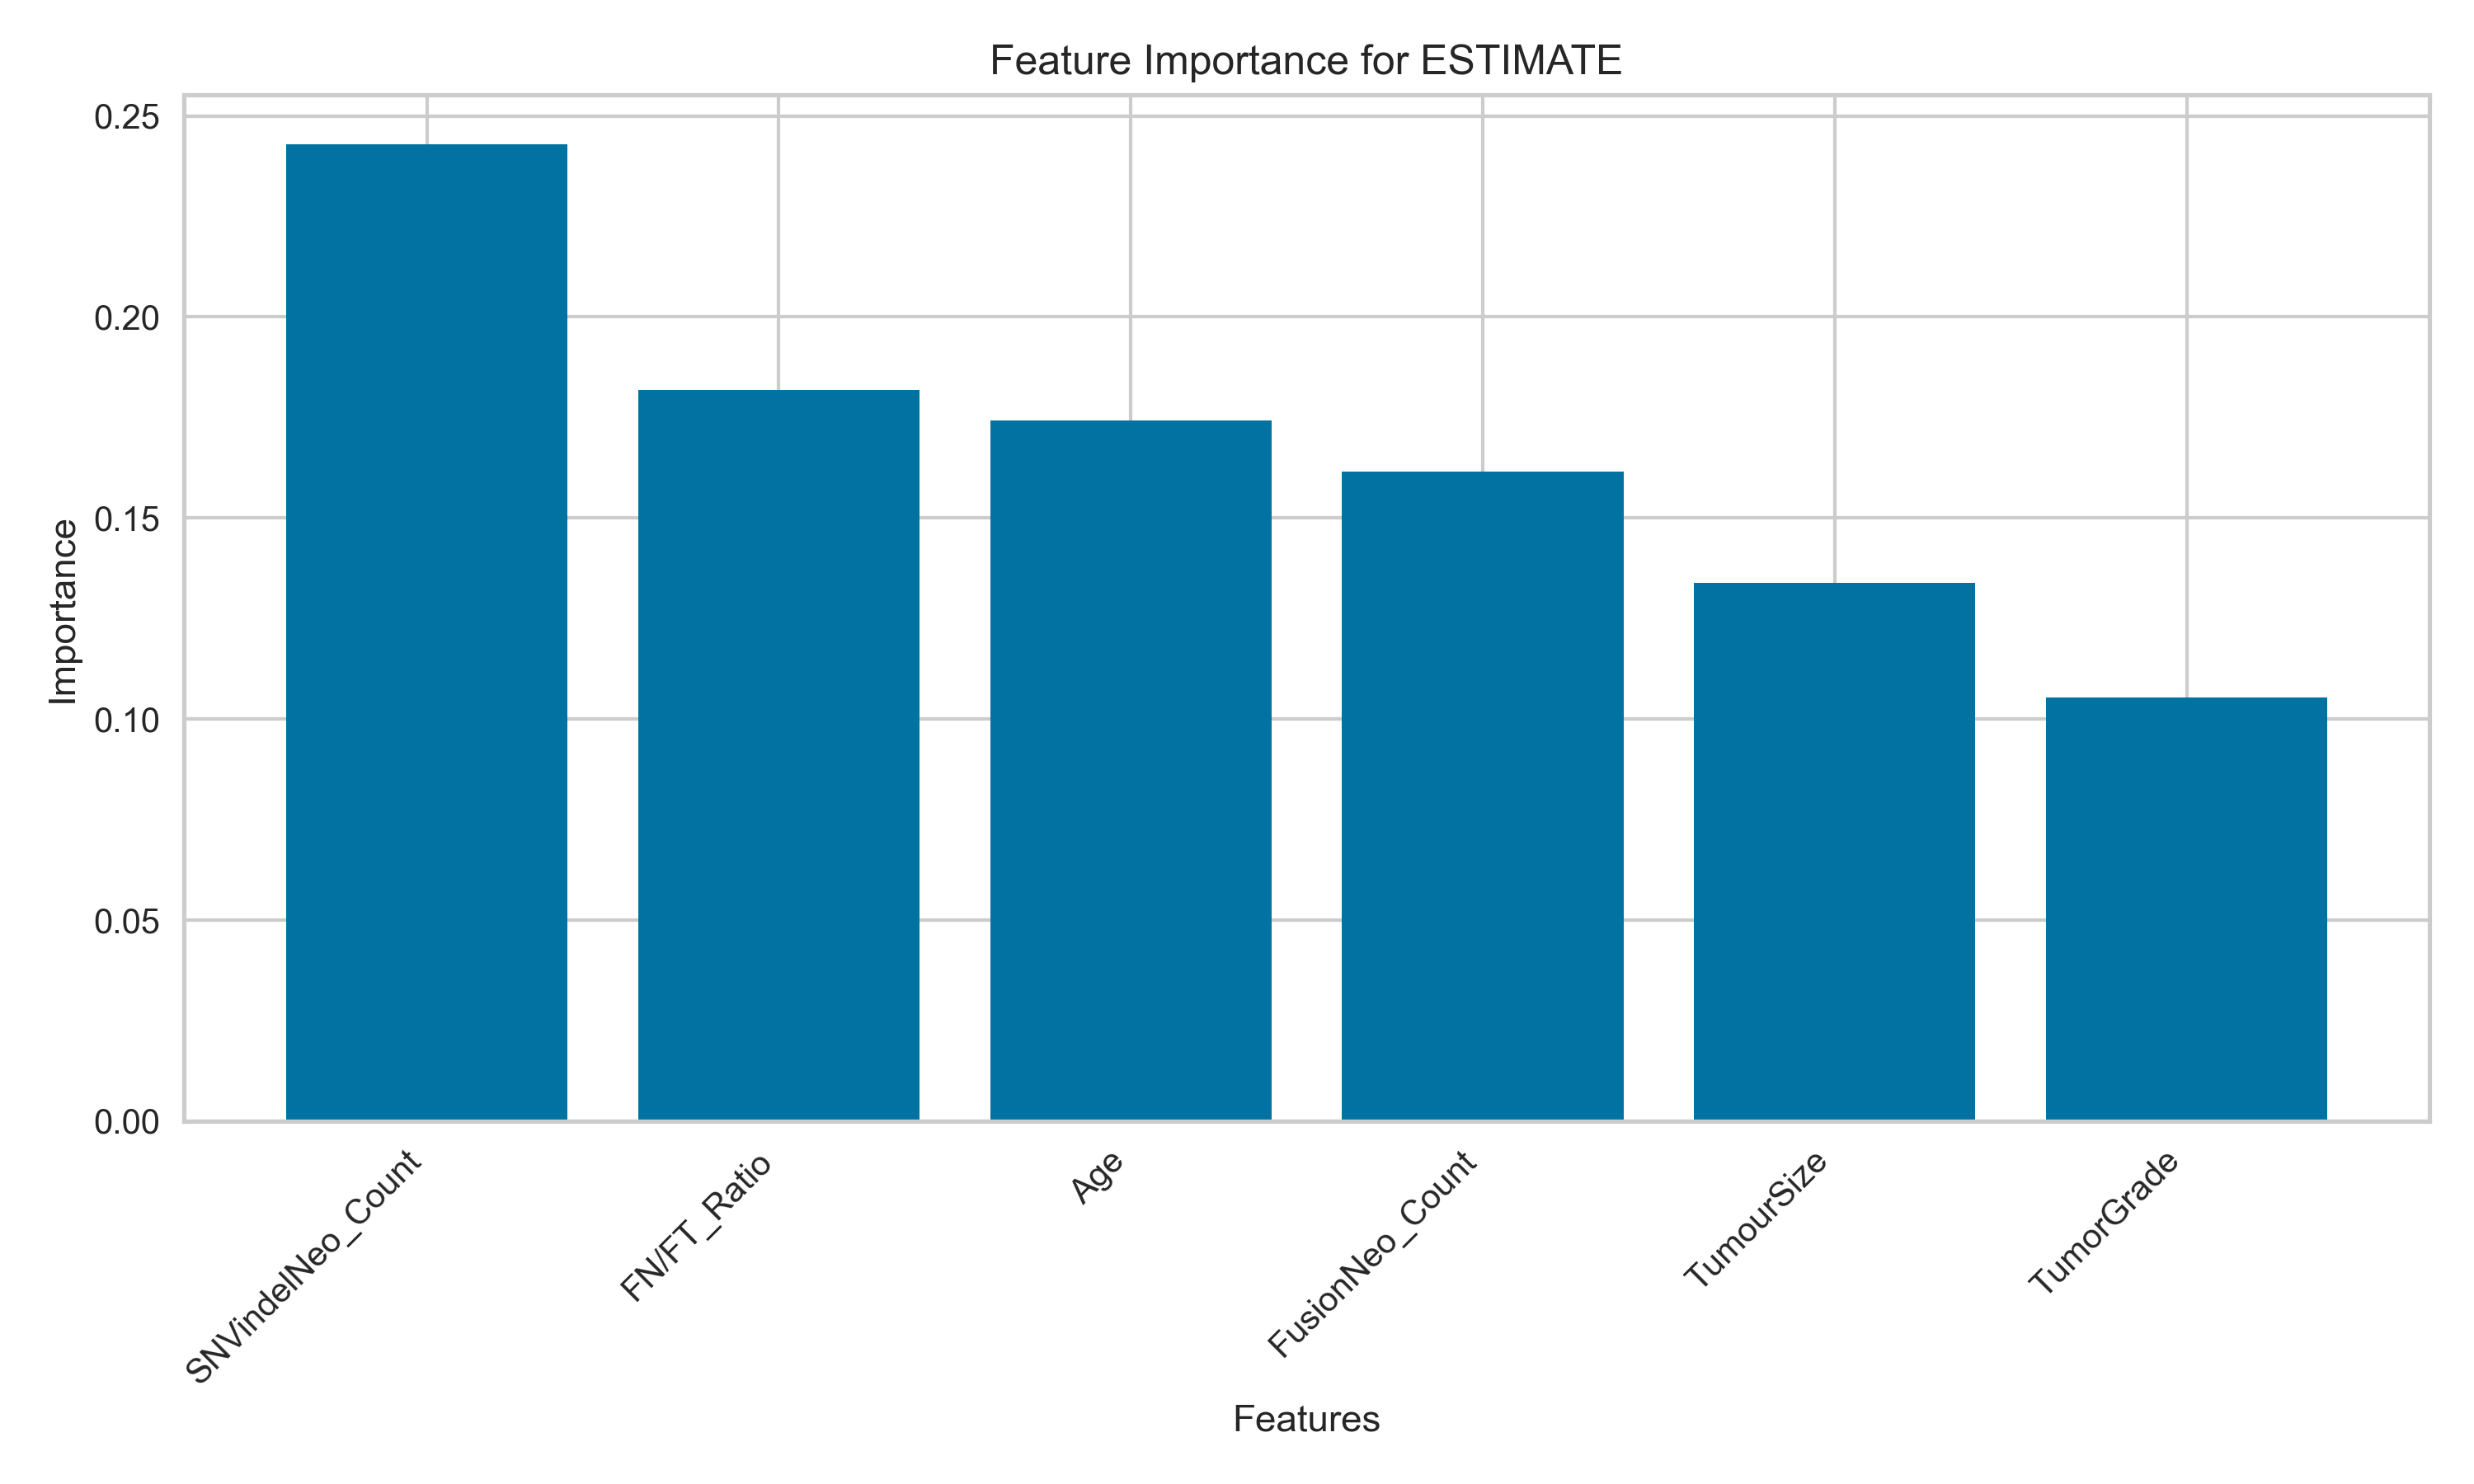 Feature Importance for ESTIMATE
Importance
0.25
0.20
0.15
0.10
0.05
0.00
SNVindelNeo_Count
FN/FT_Ratio
Age
FusionNeo_Count
TumourSize
TumorGrade
Features